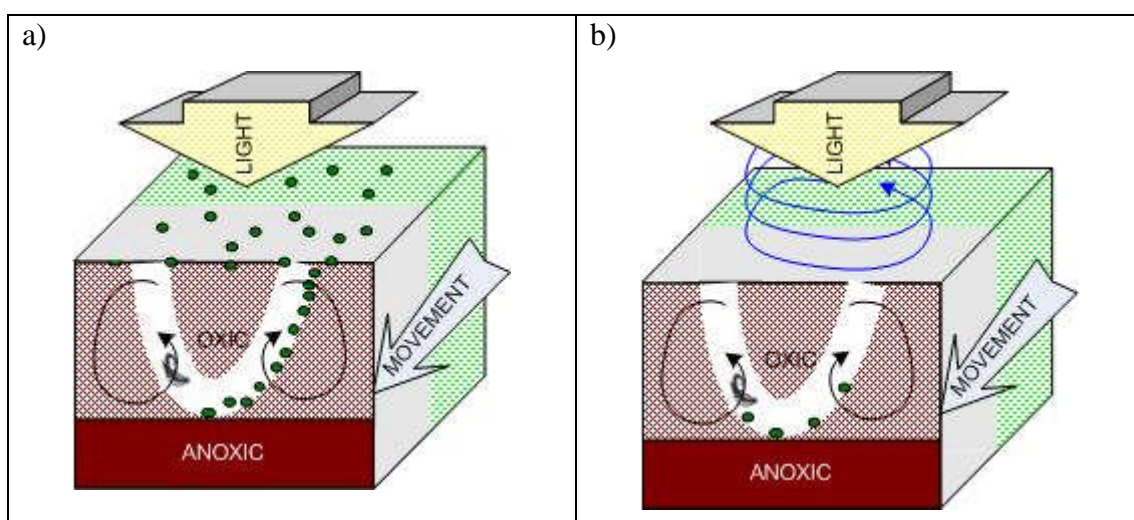 a)
LIGHT
OXIC
MOVEMENT
ANOXIC
b)
LIGHT
OXIC
MOVEMENT
ANOXIC